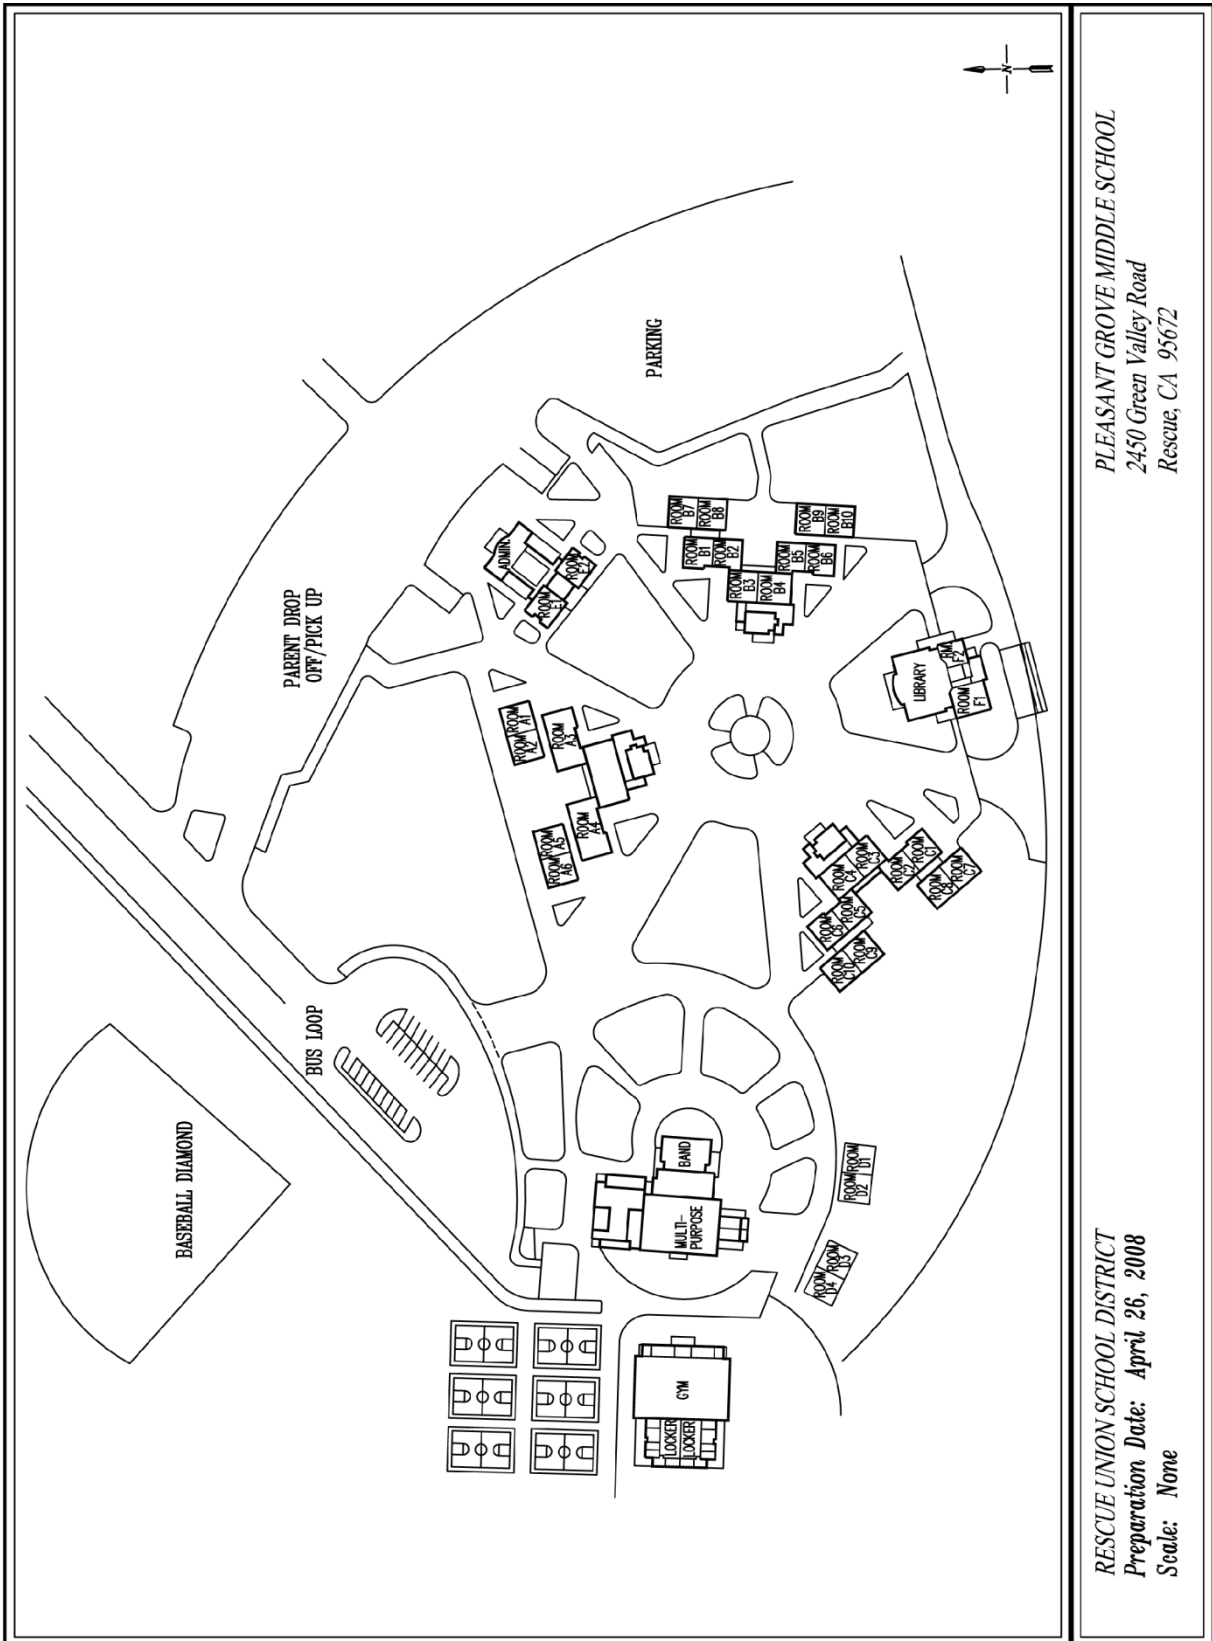 BASEBALL DIAMOND
BUS LOOP
PARENT DROP
OFF/PICK UP
PARKING
N
ADMIN.
ROOM
E1
ROOM
E23
ROOM
A1
ROOM
A2
ROOM
A3
ROOM
A4
ROOM
A5
ROOM
A6
ROOM
B7
ROOM
B8
ROOM
B1
ROOM
B2
ROOM
B3
ROOM
B4
ROOM
B5
ROOM
B6
ROOM
B9
ROOM
B10
LIBRARY
RM
F2
ROOM
F1
ROOM
C3
ROOM
C4
ROOM
C1
ROOM
C2
ROOM
C7
ROOM
C8
ROOM
C5
ROOM
C6
ROOM
C9
ROOM
C10
BAND
MULTI-
PURPOSE
ROOM
D1
ROOM
D2
ROOM
D3
ROOM
D4
GYM
LOCKER
LOCKER
RESCUE UNION SCHOOL DISTRICT
Preparation Date: April 26, 2008
Scale: None
PLEASANT GROVE MIDDLE SCHOOL
2450 Green Valley Road
Rescue, CA 95672